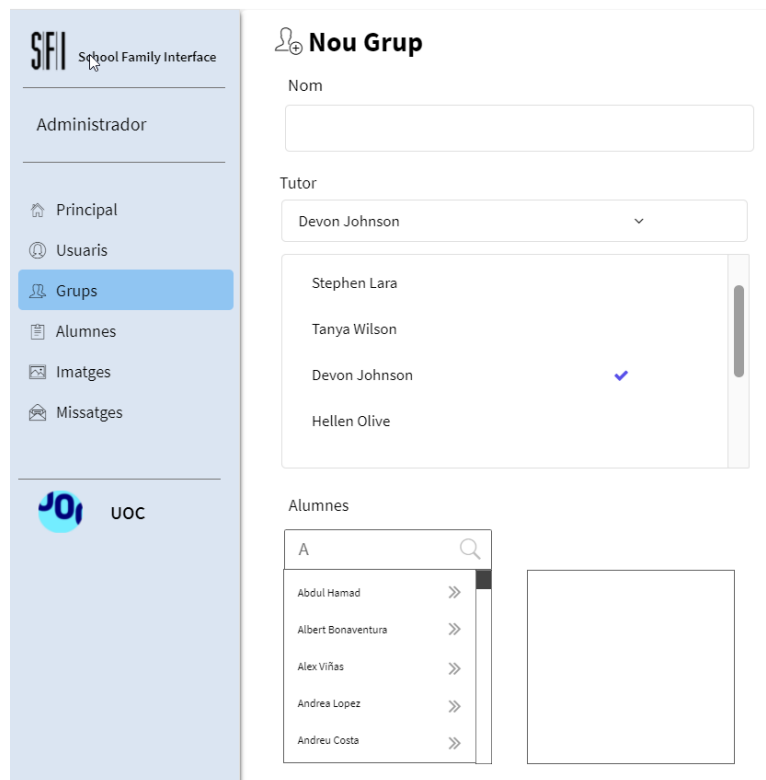 SFI
School Family Interface
Administrador
Principal
Usuaris
Grups
Alumnes
Imatges
Missatges
UOC
Nou Grup
Nom
Tutor
Devon Johnson
Stephen Lara
Tanya Wilson
Devon Johnson
Hellen Olive
Alumnes
A
Abdul Hamad
Albert Bonaventura
Alex Viñas
Andrea Lopez
Andreu Costa